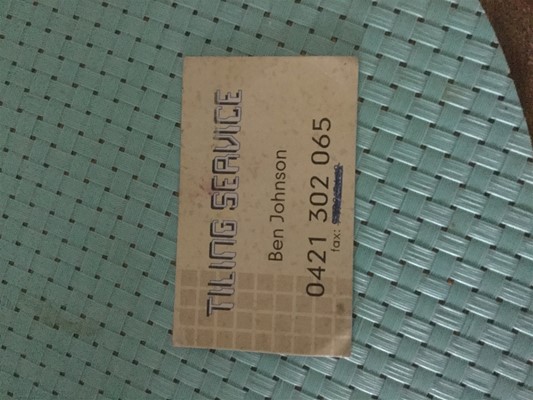 TILING SERVICE
Ben Johnson
0421 302 065
fax: